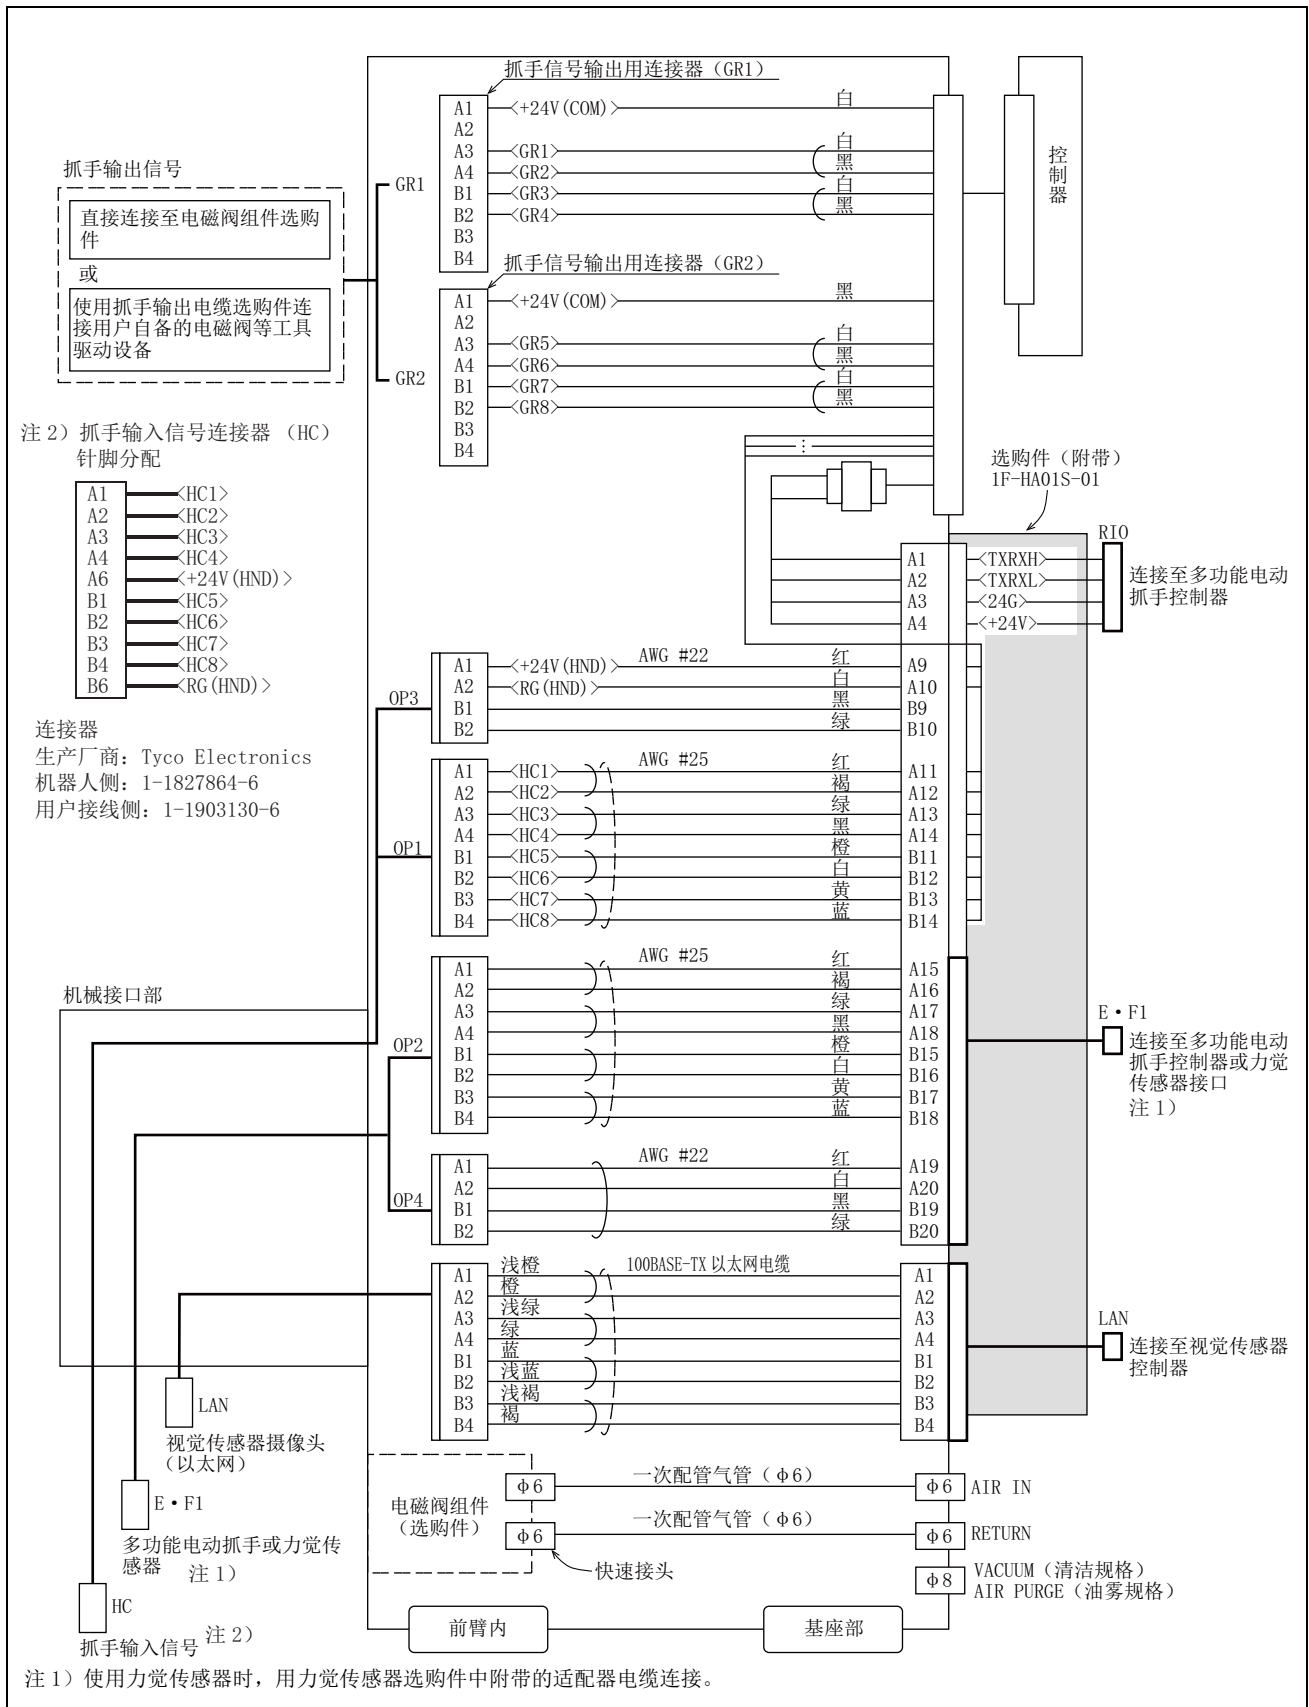 抓手信号输出用连接器（GR1）
A1 <+24V(COM)> 白
A2
A3 <GR1> 白
A4 <GR2> 黑
B1 <GR3> 白
B2 <GR4> 黑
B3
B4
控制器
抓手输出信号
直接连接至电磁阀组件选购
件
或
使用抓手输出电缆选购件连
接用户自备的电磁阀等工具
驱动设备
GR1
GR2
抓手信号输出用连接器（GR2）
A1 <+24V(COM)> 黑
A2
A3 <GR5> 白
A4 <GR6> 黑
B1 <GR7> 白
B2 <GR8> 黑
B3
B4
注 2）抓手输入信号连接器 （HC）
针脚分配
A1 <HC1>
A2 <HC2>
A3 <HC3>
A4 <HC4>
A6 <+24V(HND)>
B1 <HC5>
B2 <HC6>
B3 <HC7>
B4 <HC8>
B6 <RG(HND)>
连接器
生产厂商：Tyco Electronics
机器人侧：1-1827864-6
用户接线侧：1-1903130-6
选购件（附带）
1F-HA01S-01
RIO
A1 <TXRXH>
A2 <TXRXL>
A3 <24G>
A4 <+24V>
连接至多功能电动
抓手控制器
OP3
A1 <+24V(HND)> AWG #22 红 A9
A2 <RG(HND)> 白 A10
B1 黑 B9
B2 绿 B10
OP1
A1 <HC1> AWG #25 红 A11
A2 <HC2> 褐 A12
A3 <HC3> 绿 A13
A4 <HC4> 黑 A14
B1 <HC5> 橙 B11
B2 <HC6> 白 B12
B3 <HC7> 黄 B13
B4 <HC8> 蓝 B14
机械接口部
OP2
A1 AWG #25 红 A15
A2 褐 A16
A3 绿 A17
A4 黑 A18
B1 橙 B15
B2 白 B16
B3 黄 B17
B4 蓝 B18
E・F1
连接至多功能电动
抓手控制器或力觉
传感器接口
注 1）
OP4
A1 AWG #22 红 A19
A2 白 A20
B1 黑 B19
B2 绿 B20
100BASE-TX 以太网电缆
A1 浅橙 A1
A2 橙 A2
A3 浅绿 A3
A4 绿 A4
B1 蓝 B1
B2 浅蓝 B2
B3 浅褐 B3
B4 褐 B4
LAN
连接至视觉传感器
控制器
LAN
视觉传感器摄像头
（以太网）
E・F1
多功能电动抓手或力觉传
感器 注 1）
HC
抓手输入信号 注 2）
电磁阀组件
（选购件）
φ6 一次配管气管（φ6） φ6 AIR IN
φ6 一次配管气管（φ6） φ6 RETURN
快速接头
φ8 VACUUM（清洁规格）
AIR PURGE（油雾规格）
前臂内
基座部
注 1）使用力觉传感器时，用力觉传感器选购件中附带的适配器电缆连接。